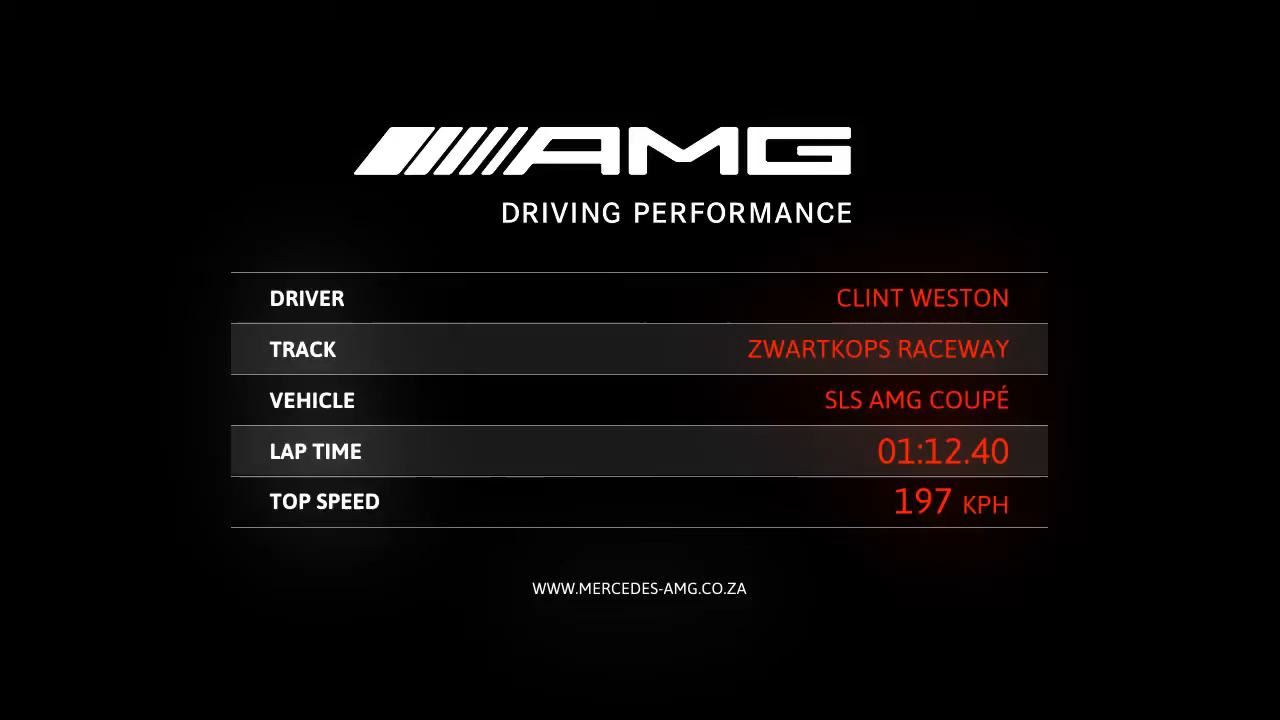 AMG
DRIVING PERFORMANCE
DRIVER CLINT WESTON
TRACK ZWARTKOPS RACEWAY
VEHICLE SLS AMG COUPÉ
LAP TIME 01:12.40
TOP SPEED 197 KPH
WWW.MERCEDES-AMG.CO.ZA